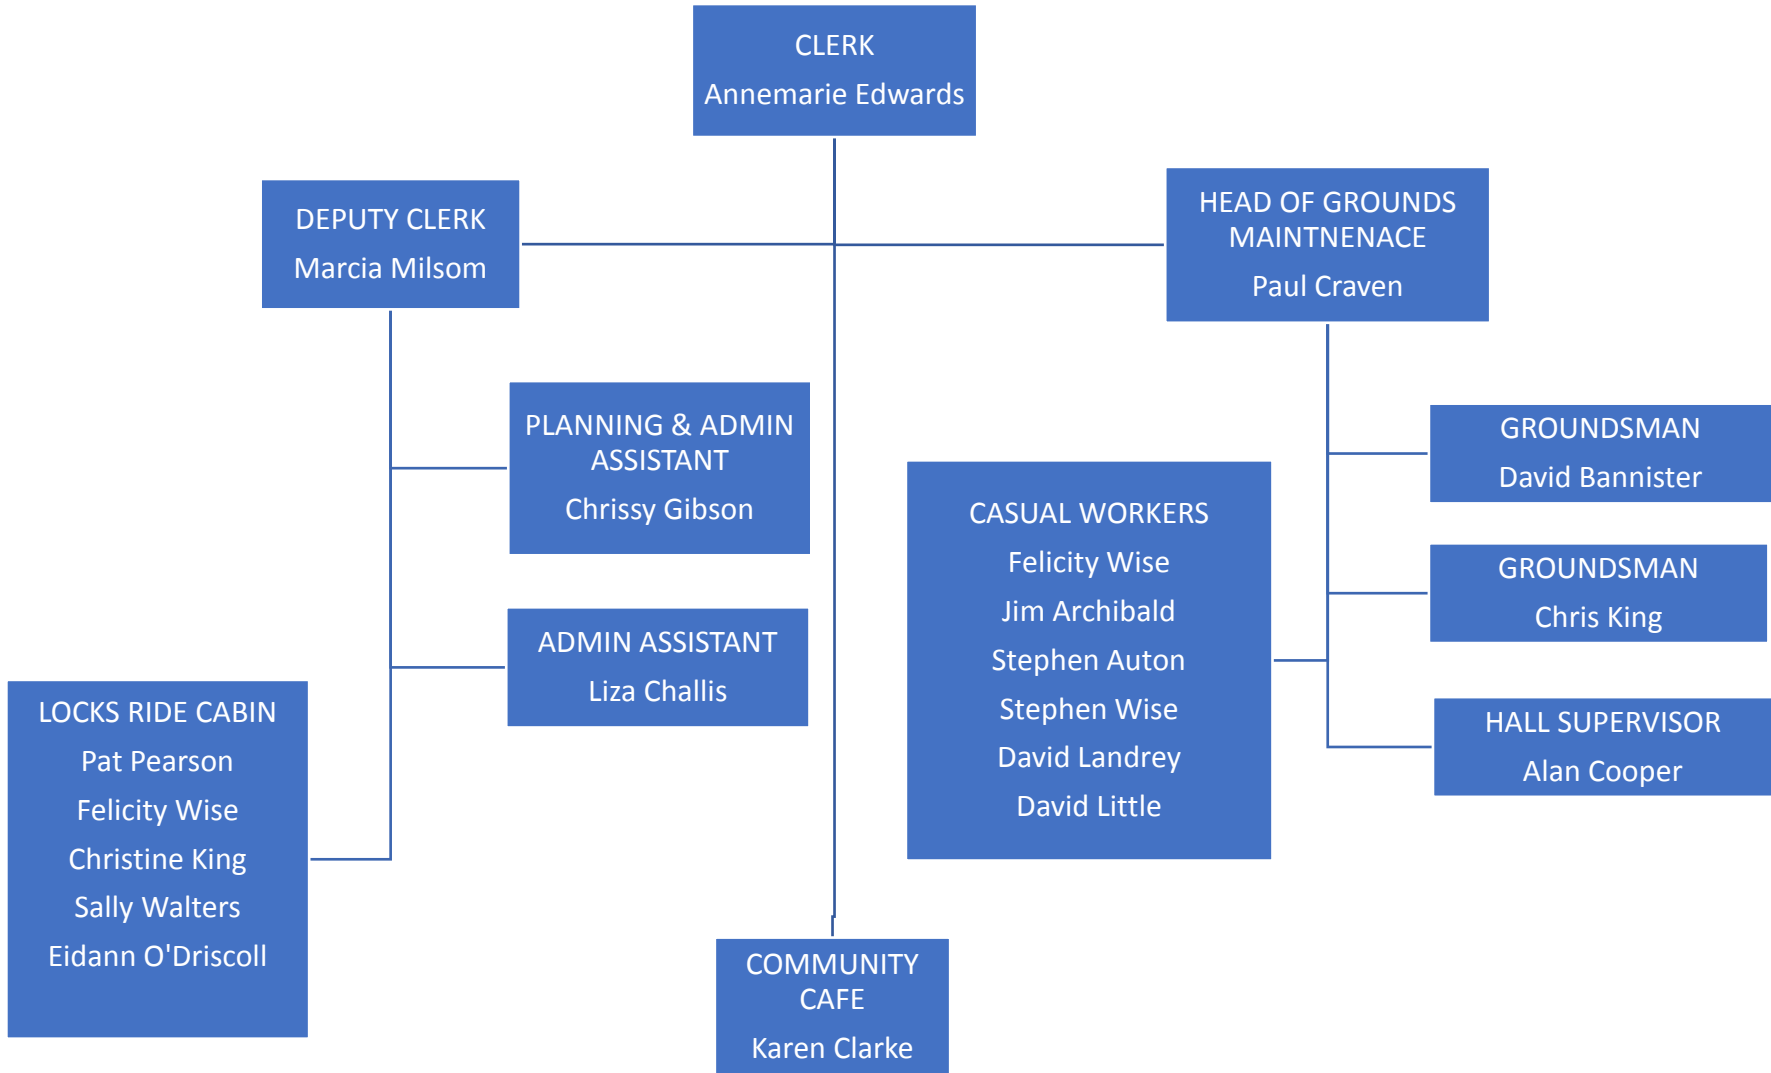 CLERK
Annemarie Edwards
DEPUTY CLERK
Marcia Milsom
HEAD OF GROUNDS
MAINTNENACE
Paul Craven
PLANNING & ADMIN
ASSISTANT
Chrissy Gibson
ADMIN ASSISTANT
Liza Challis
LOCKS RIDE CABIN
Pat Pearson
Felicity Wise
Christine King
Sally Walters
Eidann O'Driscoll
CASUAL WORKERS
Felicity Wise
Jim Archibald
Stephen Auton
Stephen Wise
David Landrey
David Little
GROUNDSMAN
David Bannister
GROUNDSMAN
Chris King
HALL SUPERVISOR
Alan Cooper
COMMUNITY
CAFE
Karen Clarke